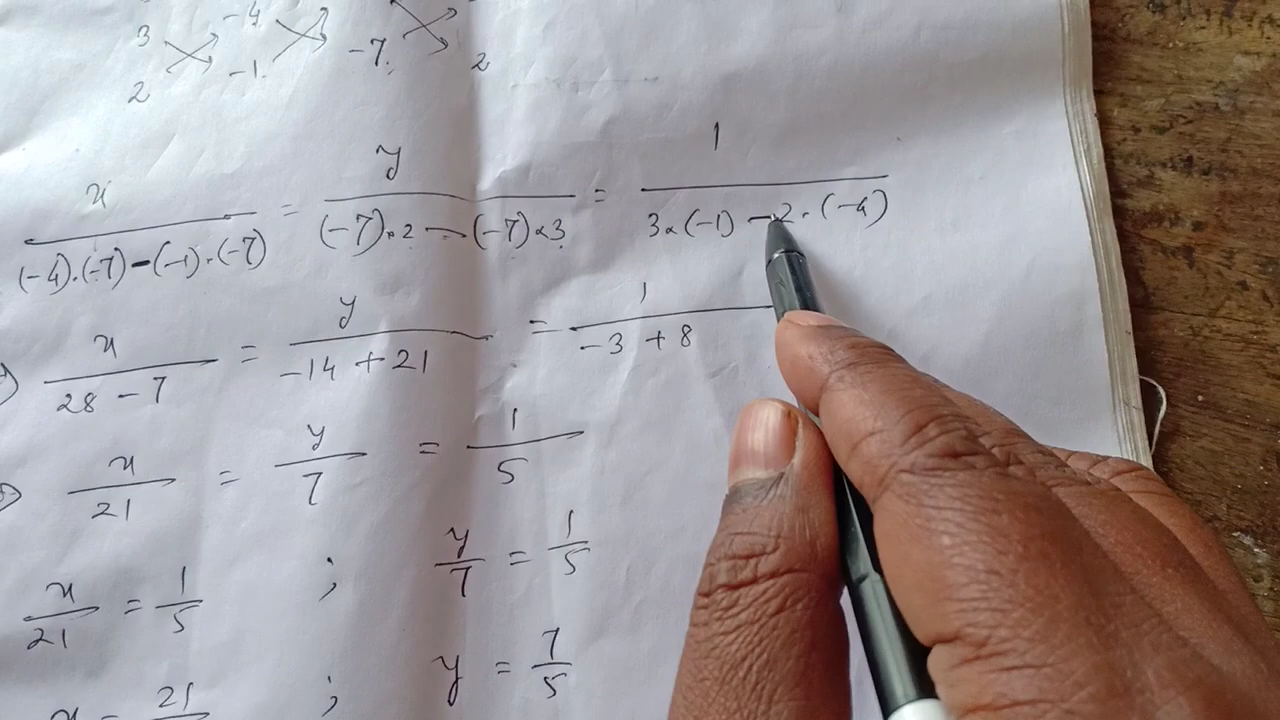 3 -4
-7
2 -1 2
x/((-4).(-7)-(-1).(-7)) = y/((-7)×2-(-7)×3) = 1/(3×(-1)-2.(-4))
x/(28-7) = y/(-14+21) = 1/(-3+8)
x/21 = y/7 = 1/5
x/21 = 1/5 ; y/7 = 1/5
x = 21/ ; y = 7/5